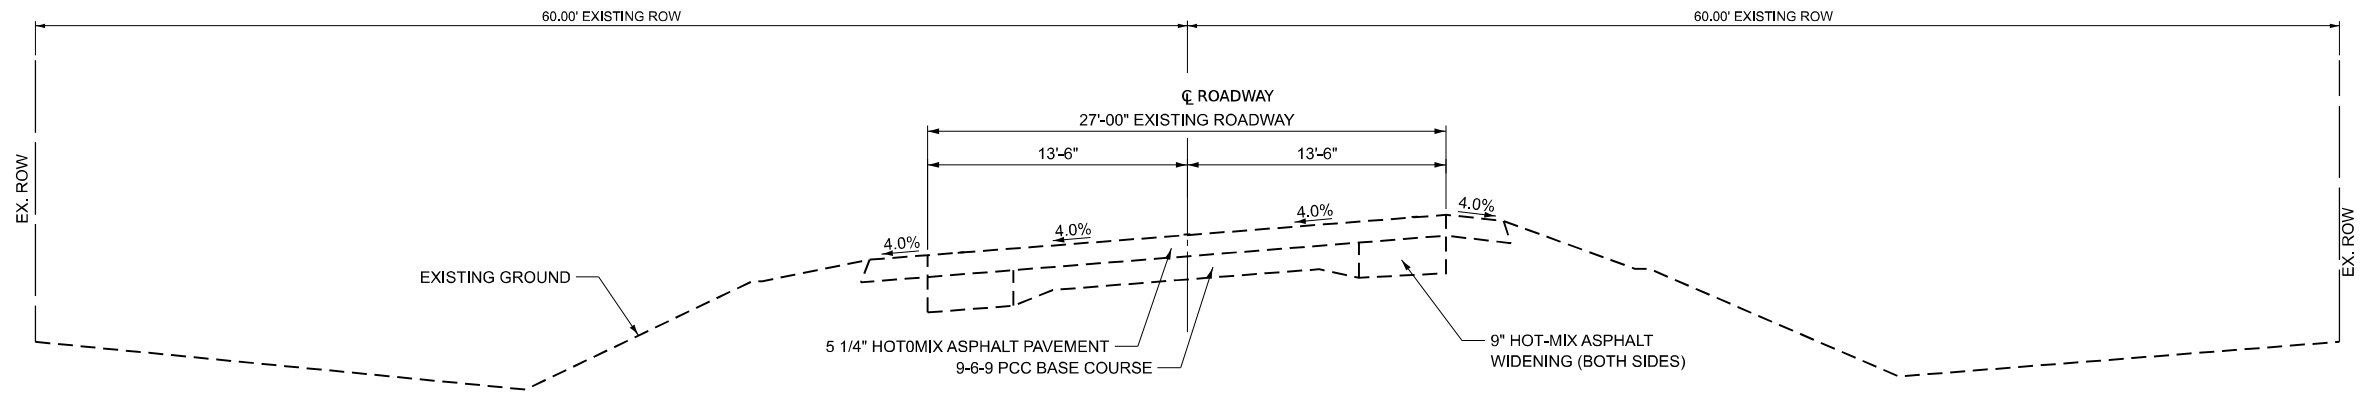 60.00' EXISTING ROW
60.00' EXISTING ROW
℄ ROADWAY
27'-00" EXISTING ROADWAY
13'-6"
13'-6"
EX. ROW
4.0%
4.0%
4.0%
4.0%
EX. ROW
EXISTING GROUND
5 1/4" HOT0MIX ASPHALT PAVEMENT
9-6-9 PCC BASE COURSE
9" HOT-MIX ASPHALT
WIDENING (BOTH SIDES)